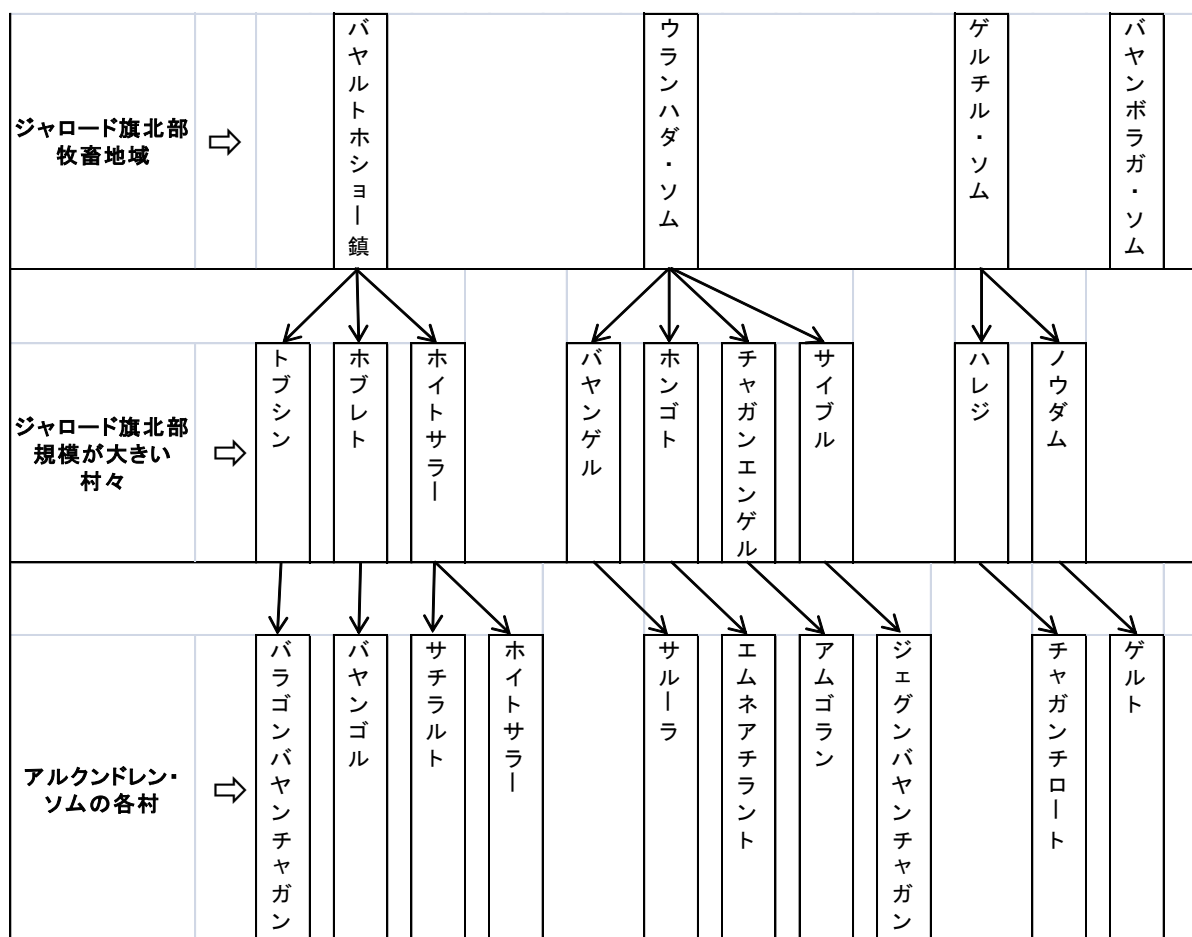 ジャロード旗北部
牧畜地域
⇨
バヤルトホショー鎮
ウランハダ・ソム
ゲルチル・ソム
バヤンボラガ・ソム
ジャロード旗北部
規模が大きい
村々
⇨
トブシン
ホブレト
ホイトサラー
バヤンゲル
ホンゴト
チャガンエンゲル
サイブル
ハレジ
ノウダム
アルクンドレン・
ソムの各村
⇨
バラゴンバヤンチャガン
バヤンゴル
サチラルト
ホイトサラー
サルーラ
エムネアチラント
アムゴラン
ジェグンバヤンチャガン
チャガンチロート
ゲルト